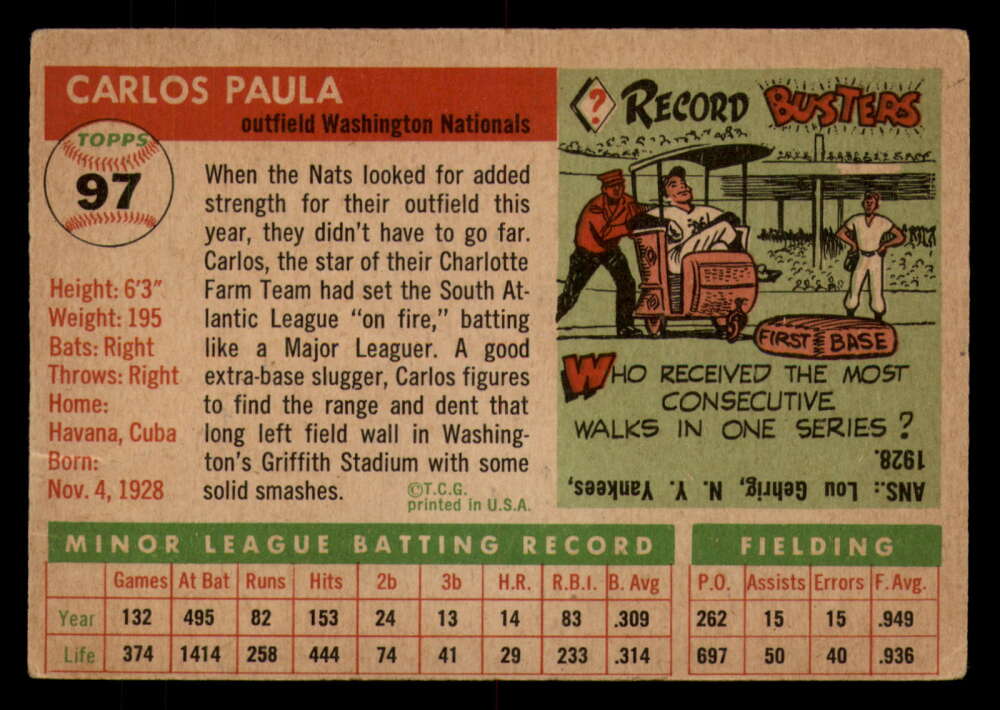 CARLOS PAULA
outfield Washington Nationals
TOPPS
97
Height: 6'3"
Weight: 195
Bats: Right
Throws: Right
Home:
Havana, Cuba
Born:
Nov. 4, 1928
When the Nats looked for added
strength for their outfield this
year, they didn't have to go far.
Carlos, the star of their Charlotte
Farm Team had set the South At-
lantic League "on fire," batting
like a Major Leaguer. A good
extra-base slugger, Carlos figures
to find the range and dent that
long left field wall in Washing-
ton's Griffith Stadium with some
solid smashes.
©T.C.G.
printed in U.S.A.
? RECORD BUSTERS
FIRST BASE
WHO RECEIVED THE MOST
CONSECUTIVE
WALKS IN ONE SERIES?
ANS.: Lou Gehrig, N. Y. Yankees,
1928.
MINOR LEAGUE BATTING RECORD
Games At Bat Runs Hits 2b 3b H.R. R.B.I. B. Avg
Year 132 495 82 153 24 13 14 83 .309
Life 374 1414 258 444 74 41 29 233 .314
FIELDING
P.O. Assists Errors F. Avg.
262 15 15 .949
697 50 40 .936